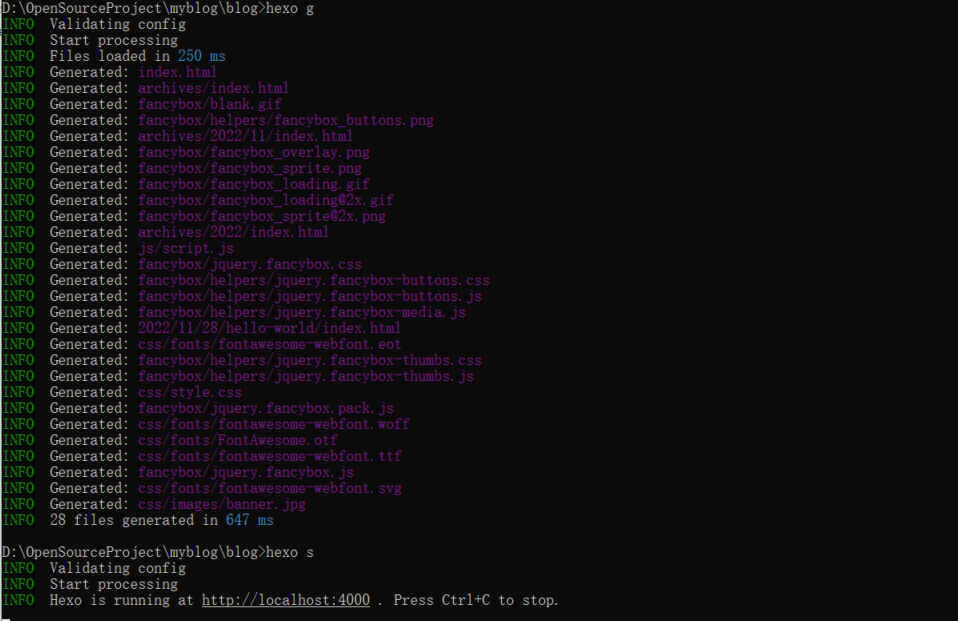 D:\OpenSourceProject\myblog\blog>hexo g
INFO  Validating config
INFO  Start processing
INFO  Files loaded in 250 ms
INFO  Generated: index.html
INFO  Generated: archives/index.html
INFO  Generated: fancybox/blank.gif
INFO  Generated: fancybox/helpers/fancybox_buttons.png
INFO  Generated: archives/2022/11/index.html
INFO  Generated: fancybox/fancybox_overlay.png
INFO  Generated: fancybox/fancybox_sprite.png
INFO  Generated: fancybox/fancybox_loading.gif
INFO  Generated: fancybox/fancybox_loading@2x.gif
INFO  Generated: fancybox/fancybox_sprite@2x.png
INFO  Generated: archives/2022/index.html
INFO  Generated: js/script.js
INFO  Generated: fancybox/jquery.fancybox.css
INFO  Generated: fancybox/helpers/jquery.fancybox-buttons.css
INFO  Generated: fancybox/helpers/jquery.fancybox-buttons.js
INFO  Generated: fancybox/helpers/jquery.fancybox-media.js
INFO  Generated: 2022/11/28/hello-world/index.html
INFO  Generated: css/fonts/fontawesome-webfont.eot
INFO  Generated: fancybox/helpers/jquery.fancybox-thumbs.css
INFO  Generated: fancybox/helpers/jquery.fancybox-thumbs.js
INFO  Generated: css/style.css
INFO  Generated: fancybox/jquery.fancybox.pack.js
INFO  Generated: css/fonts/fontawesome-webfont.woff
INFO  Generated: css/fonts/FontAwesome.otf
INFO  Generated: css/fonts/fontawesome-webfont.ttf
INFO  Generated: fancybox/jquery.fancybox.js
INFO  Generated: css/fonts/fontawesome-webfont.svg
INFO  Generated: css/images/banner.jpg
INFO  28 files generated in 647 ms
D:\OpenSourceProject\myblog\blog>hexo s
INFO  Validating config
INFO  Start processing
INFO  Hexo is running at http://localhost:4000 . Press Ctrl+C to stop.